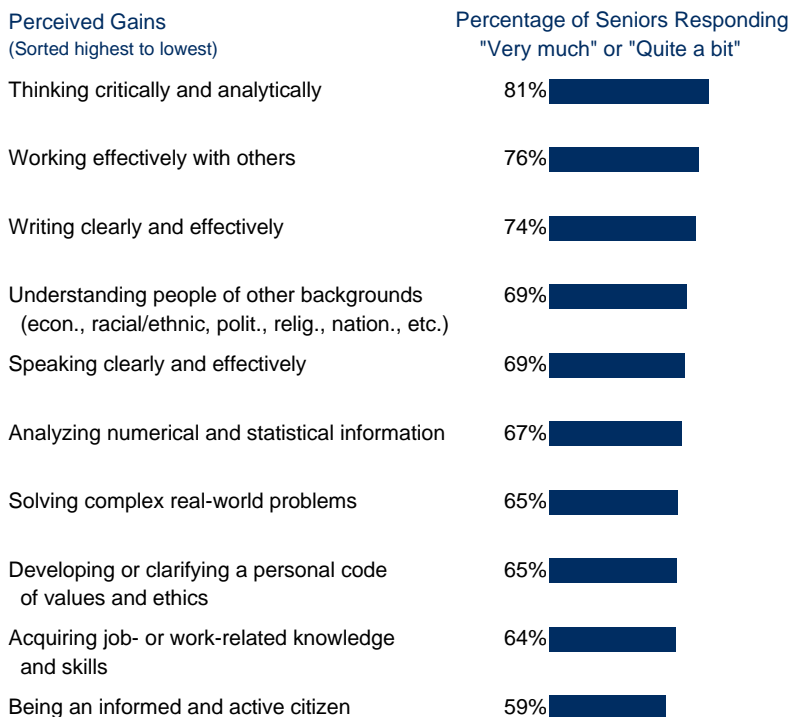 Perceived Gains
(Sorted highest to lowest)
Percentage of Seniors Responding
"Very much" or "Quite a bit"
Thinking critically and analytically 81%
Working effectively with others 76%
Writing clearly and effectively 74%
Understanding people of other backgrounds 69%
(econ., racial/ethnic, polit., relig., nation., etc.)
Speaking clearly and effectively 69%
Analyzing numerical and statistical information 67%
Solving complex real-world problems 65%
Developing or clarifying a personal code 65%
of values and ethics
Acquiring job- or work-related knowledge 64%
and skills
Being an informed and active citizen 59%